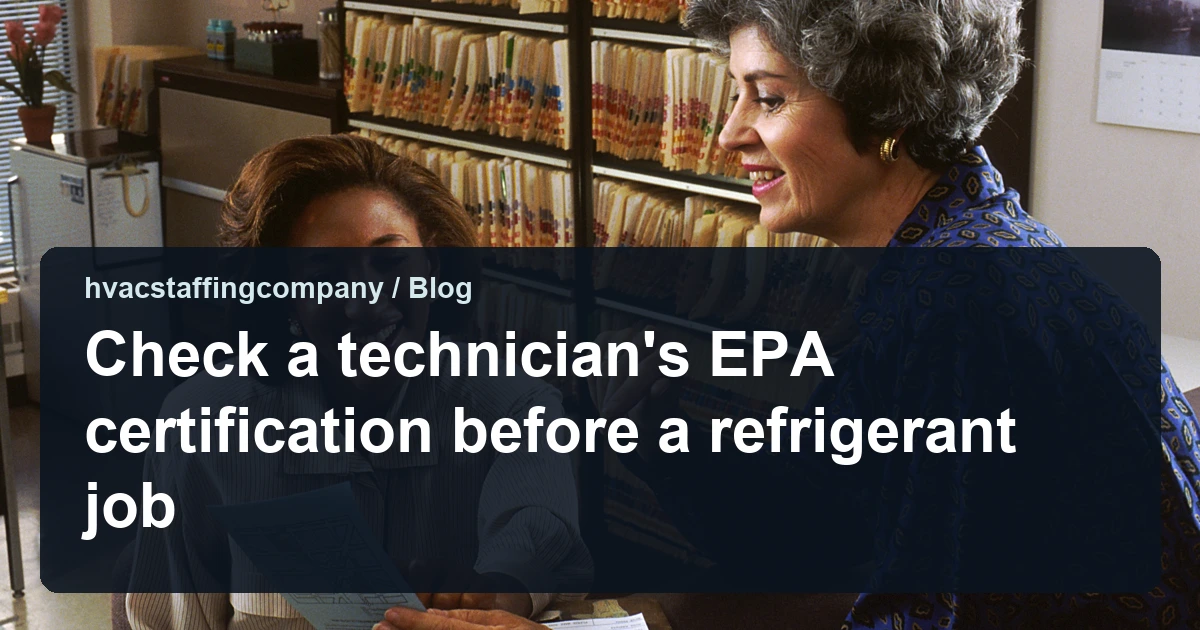 hvacstaffingcompany / Blog
Check a technician's EPA
certification before a refrigerant
job